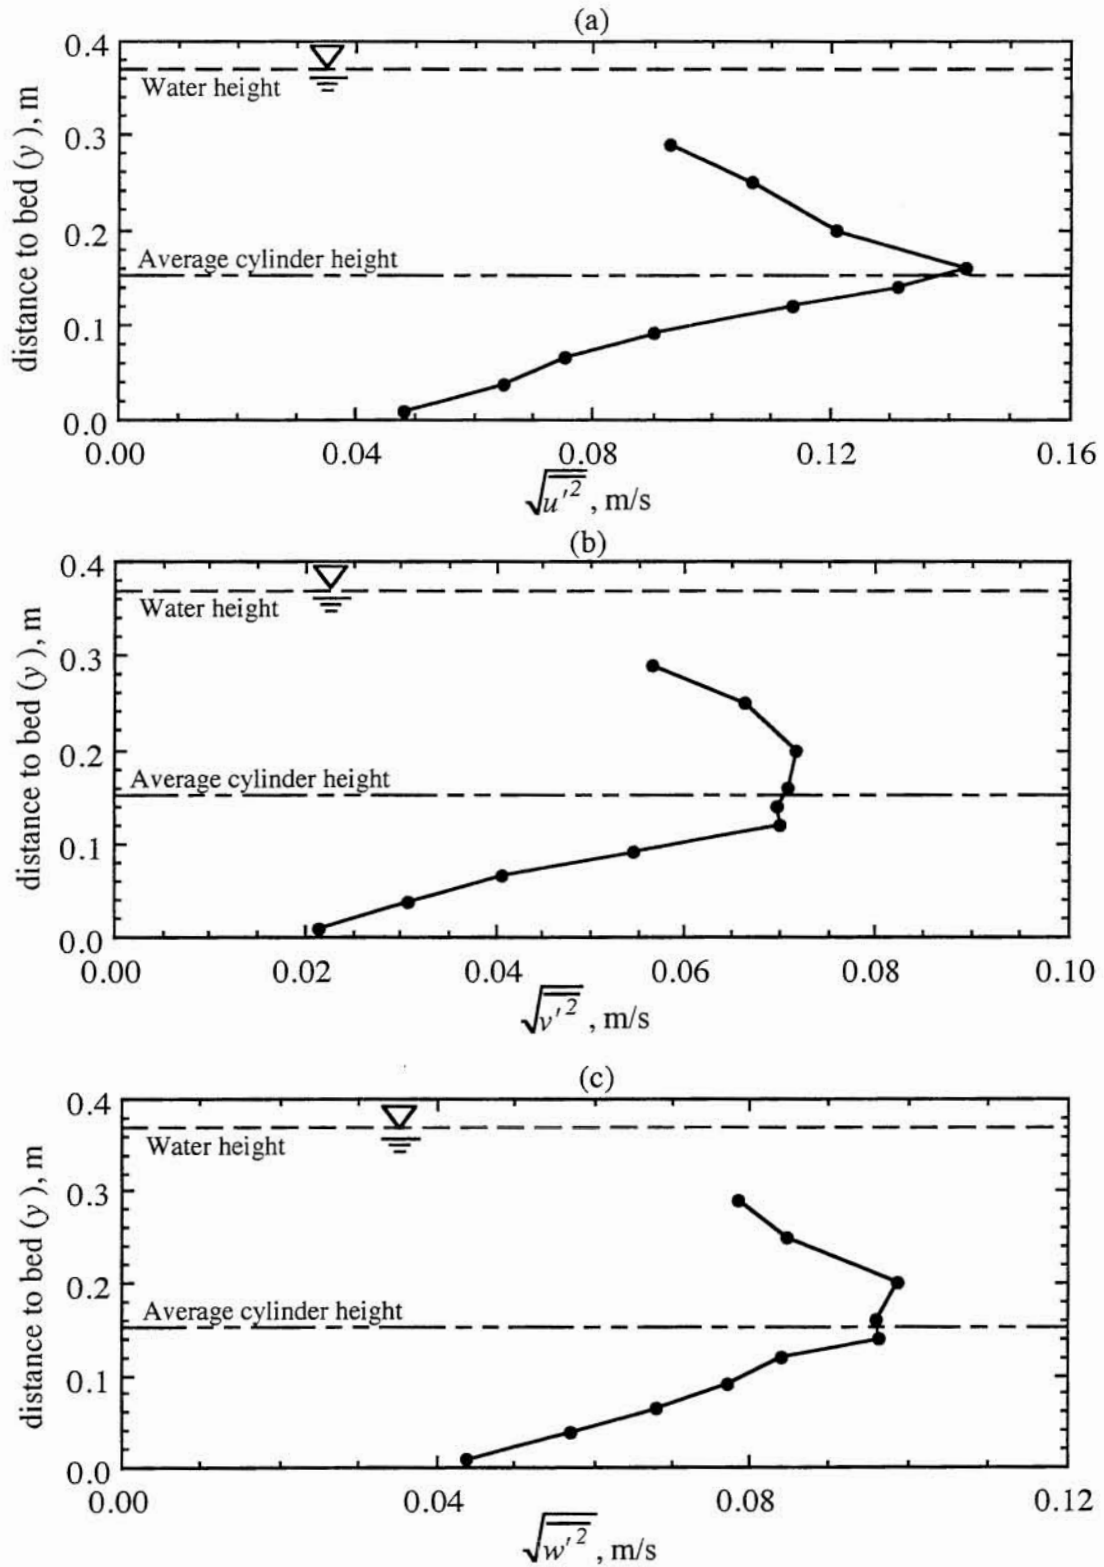 (a)
0.4
Water height
0.3
0.2
Average cylinder height
0.1
0.0
distance to bed (y), m
0.00 0.04 0.08 0.12 0.16
√u′², m/s
(b)
0.4
Water height
0.3
0.2
Average cylinder height
0.1
0.0
distance to bed (y), m
0.00 0.02 0.04 0.06 0.08 0.10
√v′², m/s
(c)
0.4
Water height
0.3
0.2
Average cylinder height
0.1
0.0
distance to bed (y), m
0.00 0.04 0.08 0.12
√w′², m/s